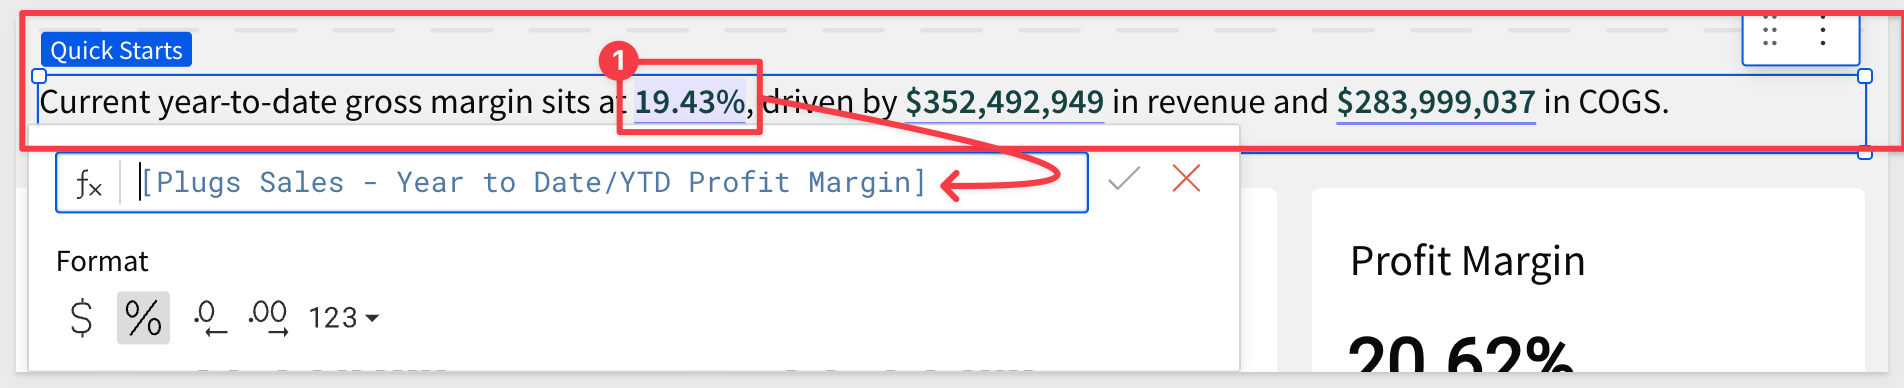 Quick Starts
1
Current year-to-date gross margin sits at 19.43%, driven by $352,492,949 in revenue and $283,999,037 in COGS.
fx [Plugs Sales - Year to Date/YTD Profit Margin]
Format
$ % .0 .00 123
Profit Margin
20.62%